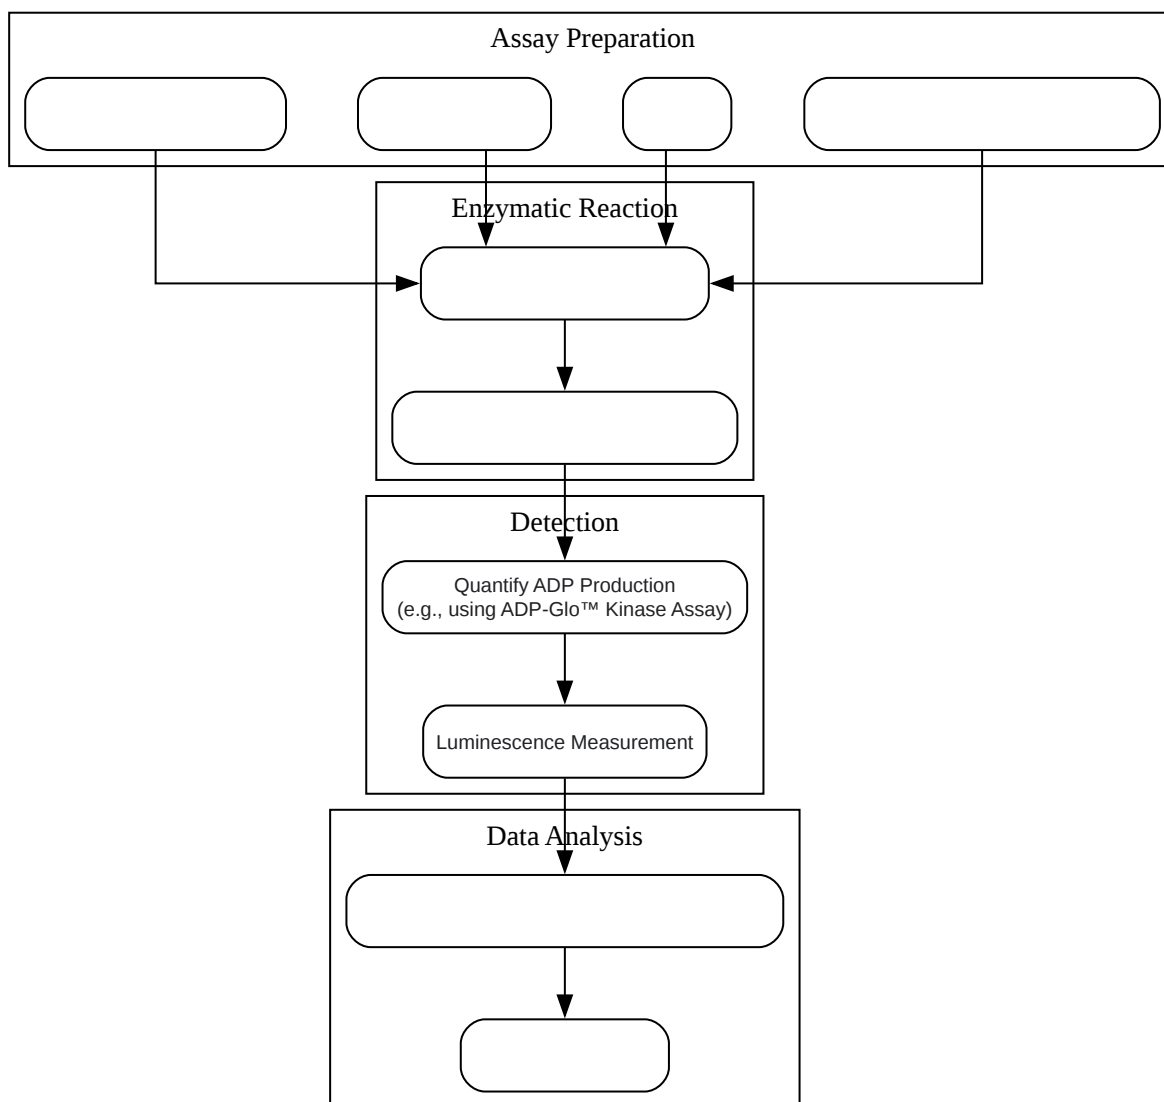 Assay Preparation
Enzymatic Reaction
Detection
Quantify ADP Production
(e.g., using ADP-Glo™ Kinase Assay)
Luminescence Measurement
Data Analysis